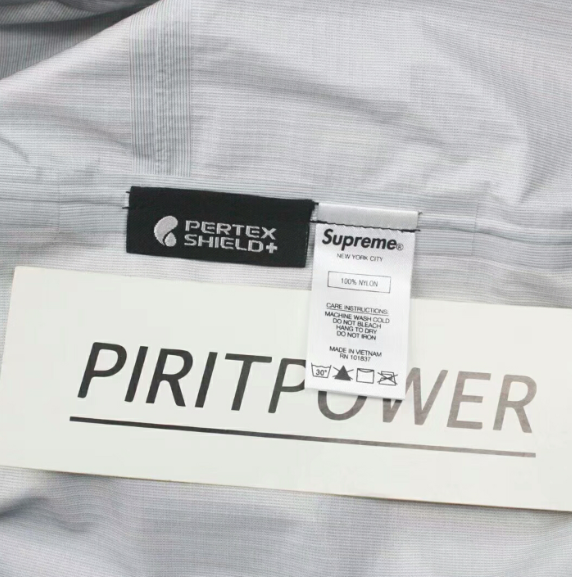 PERTEX
SHIELD+
Supreme®
NEW YORK CITY
100% NYLON
CARE INSTRUCTIONS:
MACHINE WASH COLD
DO NOT BLEACH
HANG TO DRY
DO NOT IRON
MADE IN VIETNAM
RN 101837
30°
PIRITPOWER